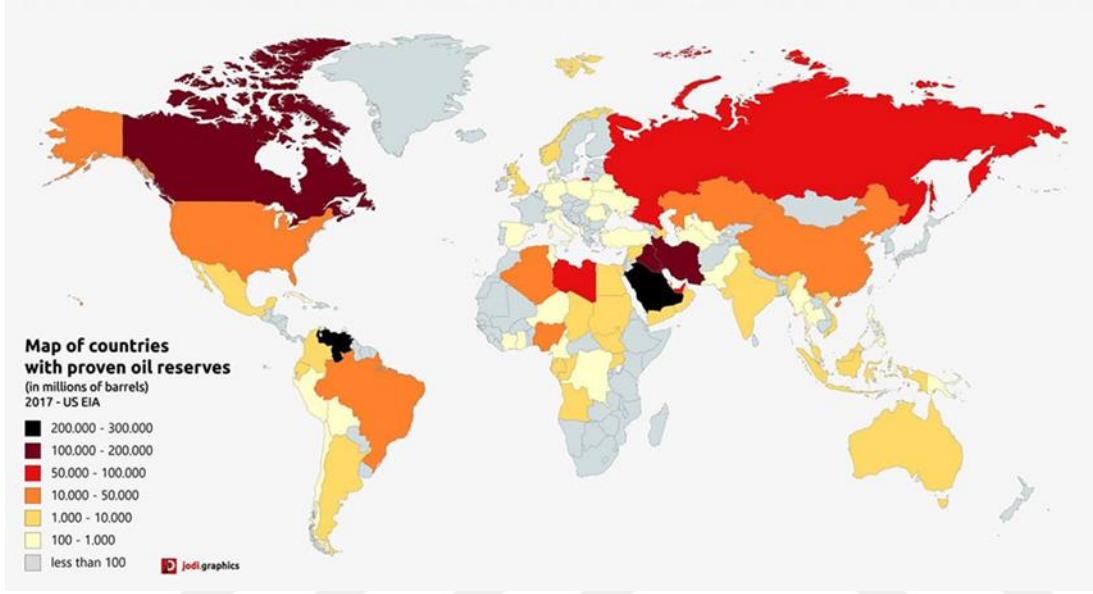 Map of countries
with proven oil reserves
(in millions of barrels)
2017 - US EIA
200.000 - 300.000
100.000 - 200.000
50.000 - 100.000
10.000 - 50.000
1.000 - 10.000
100 - 1.000
less than 100
jodi.graphics